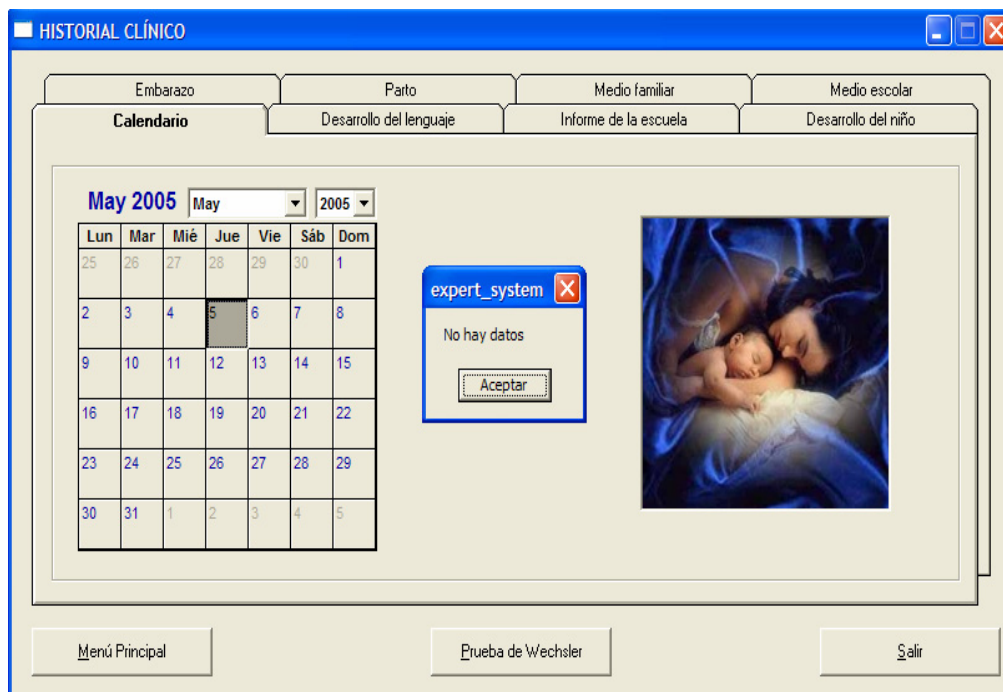 HISTORIAL CLÍNICO
Embarazo Parto Medio familiar Medio escolar
Calendario Desarrollo del lenguaje Informe de la escuela Desarrollo del niño
May 2005 May 2005
Lun Mar Mié Jue Vie Sáb Dom
25 26 27 28 29 30 1
2 3 4 5 6 7 8
9 10 11 12 13 14 15
16 17 18 19 20 21 22
23 24 25 26 27 28 29
30 31 1 2 3 4 5
expert_system
No hay datos
Aceptar
Menú Principal Prueba de Wechsler Salir